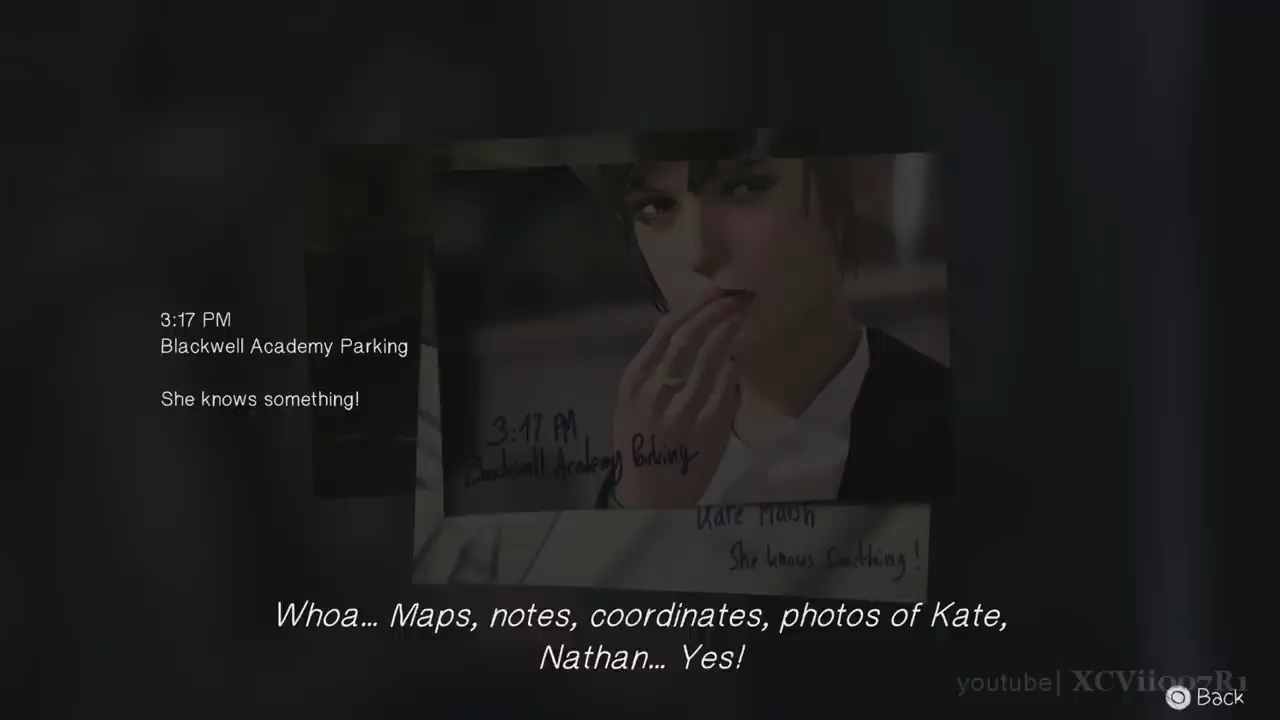 3:17 PM
Blackwell Academy Parking
She knows something!
3:17 PM
Blackwell Academy Parking
Kate Marsh
She knows something!
Whoa... Maps, notes, coordinates, photos of Kate,
Nathan... Yes!
youtube| XCVii007R1
Back